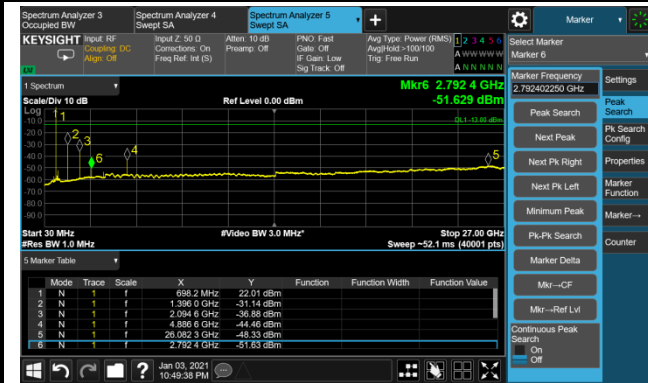 Spectrum Analyzer 3
Occupied BW
Spectrum Analyzer 4
Swept SA
Spectrum Analyzer 5
Swept SA
Marker
KEYSIGHT
Input: RF
Coupling: DC
Align: Off
Input Z: 50 Ω
Corrections: On
Freq Ref: Int (S)
Atten: 10 dB
Preamp: Off
PNO: Fast
Gate: Off
IF Gain: Low
Sig Track: Off
Avg Type: Power (RMS)
Avg|Hold:>100/100
Trig: Free Run
1 2 3 4 5 6
A W W W W W
A N N N N N
Select Marker
Marker 6
LW
1 Spectrum
Scale/Div 10 dB
Ref Level 0.00 dBm
Mkr6 2.792 4 GHz
-51.629 dBm
Log
DL1 -13.00 dBm
-10.0
-20.0
-30.0
-40.0
-50.0
-60.0
-70.0
-80.0
-90.0
1
2
3
4
5
6
Start 30 MHz
#Video BW 3.0 MHz*
Stop 27.00 GHz
#Res BW 1.0 MHz
Sweep ~52.1 ms (40001 pts)
5 Marker Table
Mode Trace Scale X Y Function Function Width Function Value
1 N 1 f 698.2 MHz 22.01 dBm
2 N 1 f 1.396 0 GHz -31.14 dBm
3 N 1 f 2.094 6 GHz -36.88 dBm
4 N 1 f 4.886 6 GHz -44.46 dBm
5 N 1 f 26.082 3 GHz -48.33 dBm
6 N 1 f 2.792 4 GHz -51.63 dBm
Jan 03, 2021
10:49:38 PM
Marker Frequency
2.792402250 GHz
Peak Search
Next Peak
Next Pk Right
Next Pk Left
Minimum Peak
Pk-Pk Search
Marker Delta
Mkr→CF
Mkr→Ref Lvl
Continuous Peak
Search
On
Off
Settings
Peak
Search
Pk Search
Config
Properties
Marker
Function
Marker→
Counter